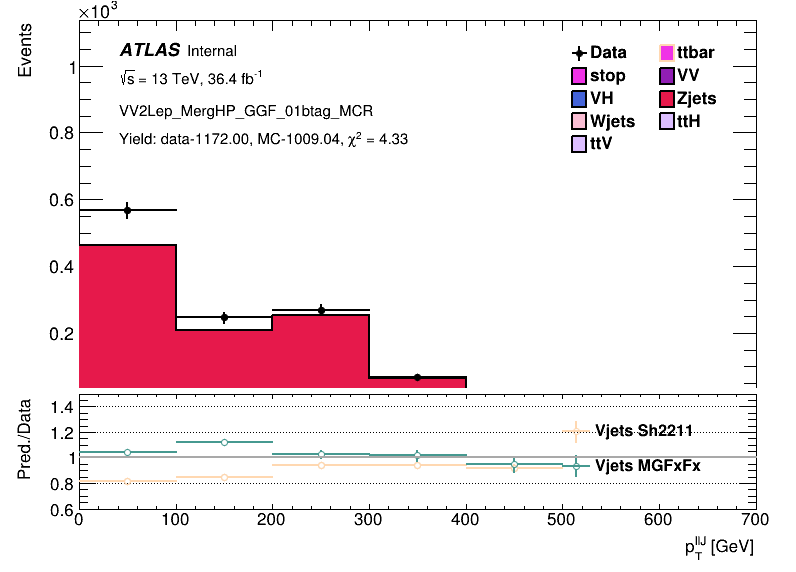 ×10³
Events
ATLAS Internal
√s = 13 TeV, 36.4 fb⁻¹
VV2Lep_MergHP_GGF_01btag_MCR
Yield: data-1172.00, MC-1009.04, χ² = 4.33
Data
ttbar
stop
VV
VH
Zjets
Wjets
ttH
ttV
1
0.8
0.6
0.4
0.2
Pred./Data
1.4
1.2
1
0.8
0.6
Vjets Sh2211
Vjets MGFxFx
0 100 200 300 400 500 600 700
p_T^llJ [GeV]